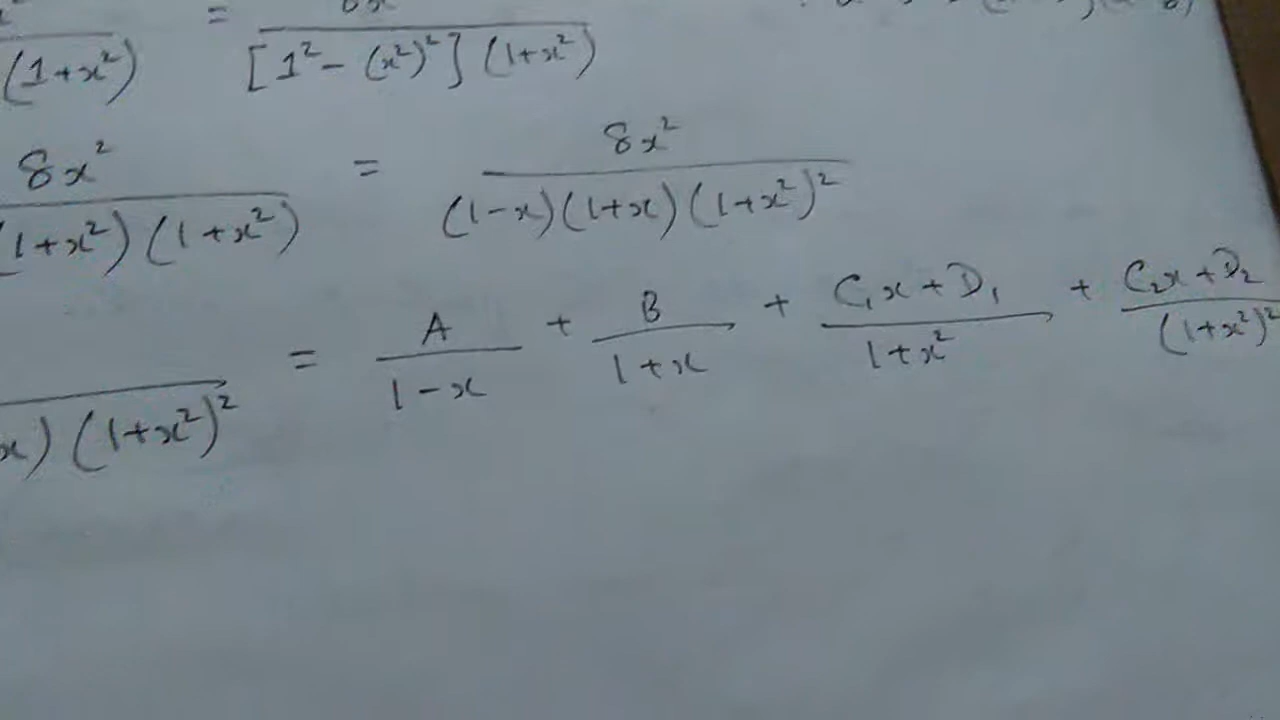 (1+x²) = [1² - (x²)²] (1+x²)
8x² = 8x²
(1+x²)(1+x²) (1-x)(1+x)(1+x²)²
= A + B + C₁x+D₁ + C₂x+D₂
x)(1+x²)² 1-x 1+x 1+x² (1+x²)²